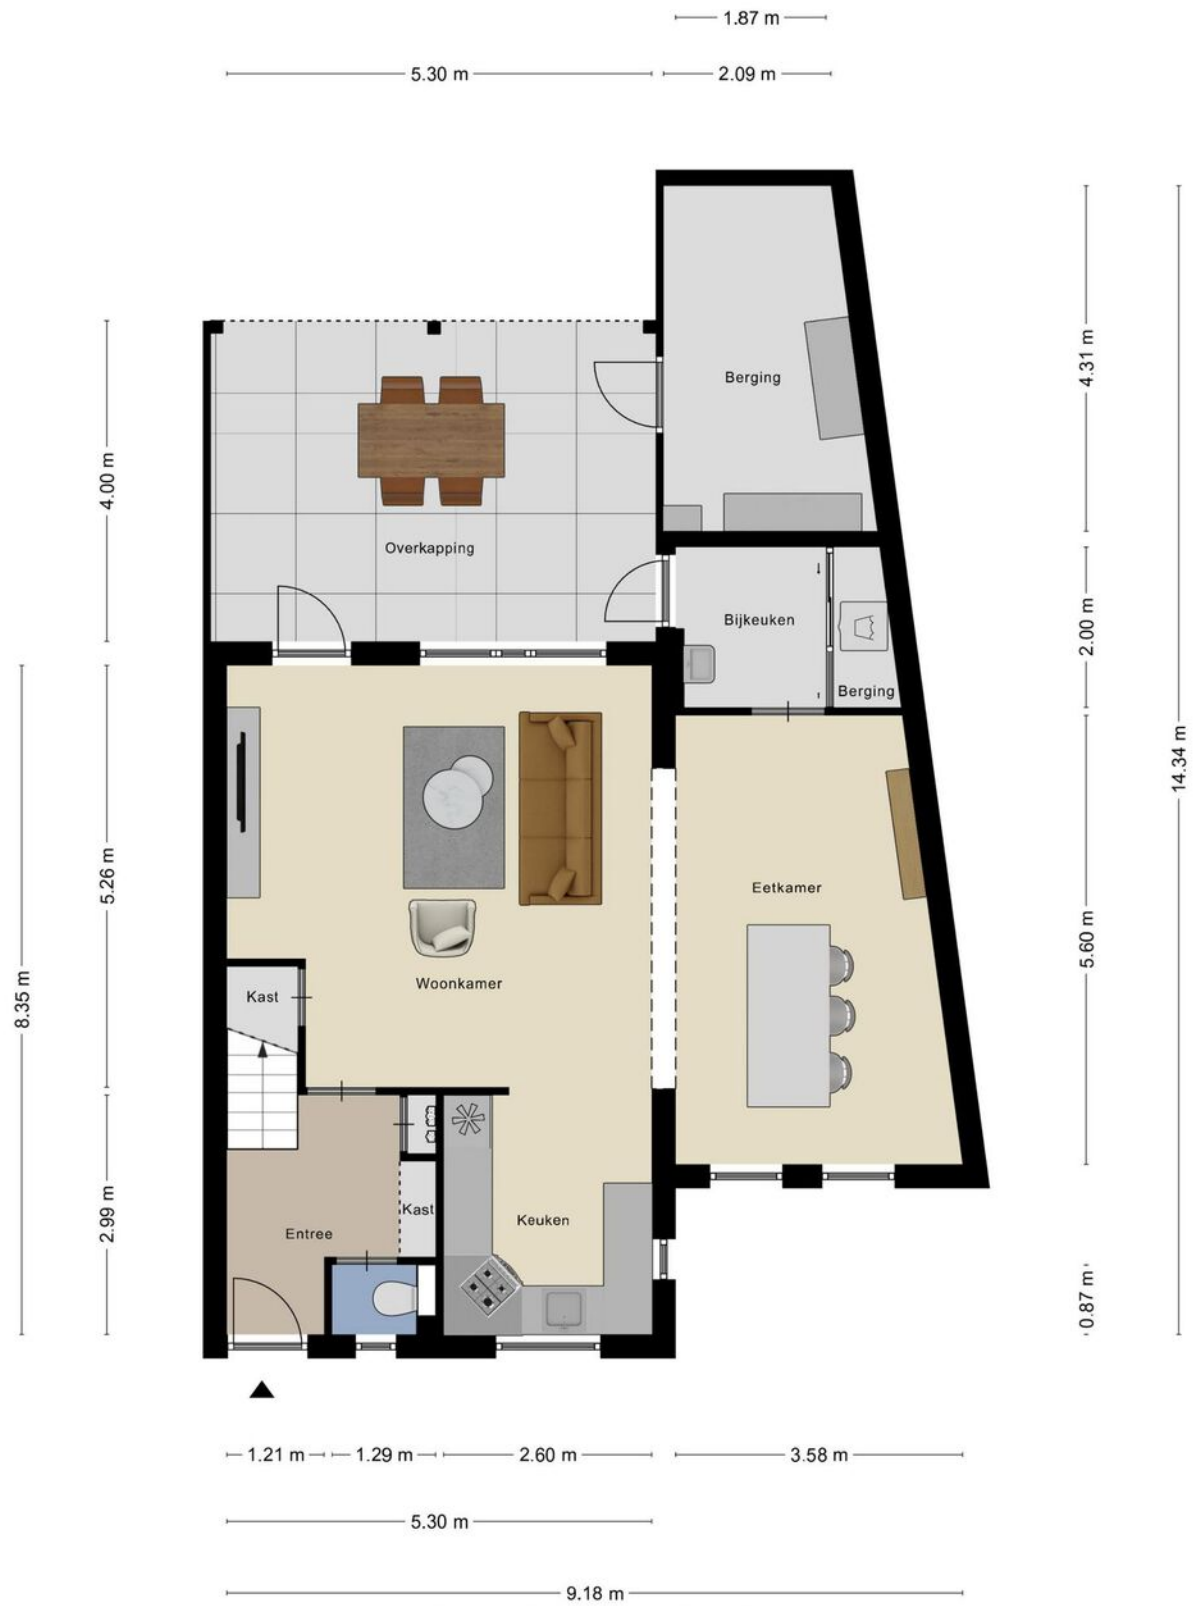 1.87 m
5.30 m
2.09 m
Berging
4.31 m
4.00 m
Overkapping
Bijkeuken
2.00 m
Berging
14.34 m
5.26 m
Eetkamer
5.60 m
Woonkamer
Kast
8.35 m
2.99 m
Kast
Keuken
Entree
0.87 m
1.21 m
1.29 m
2.60 m
3.58 m
5.30 m
9.18 m